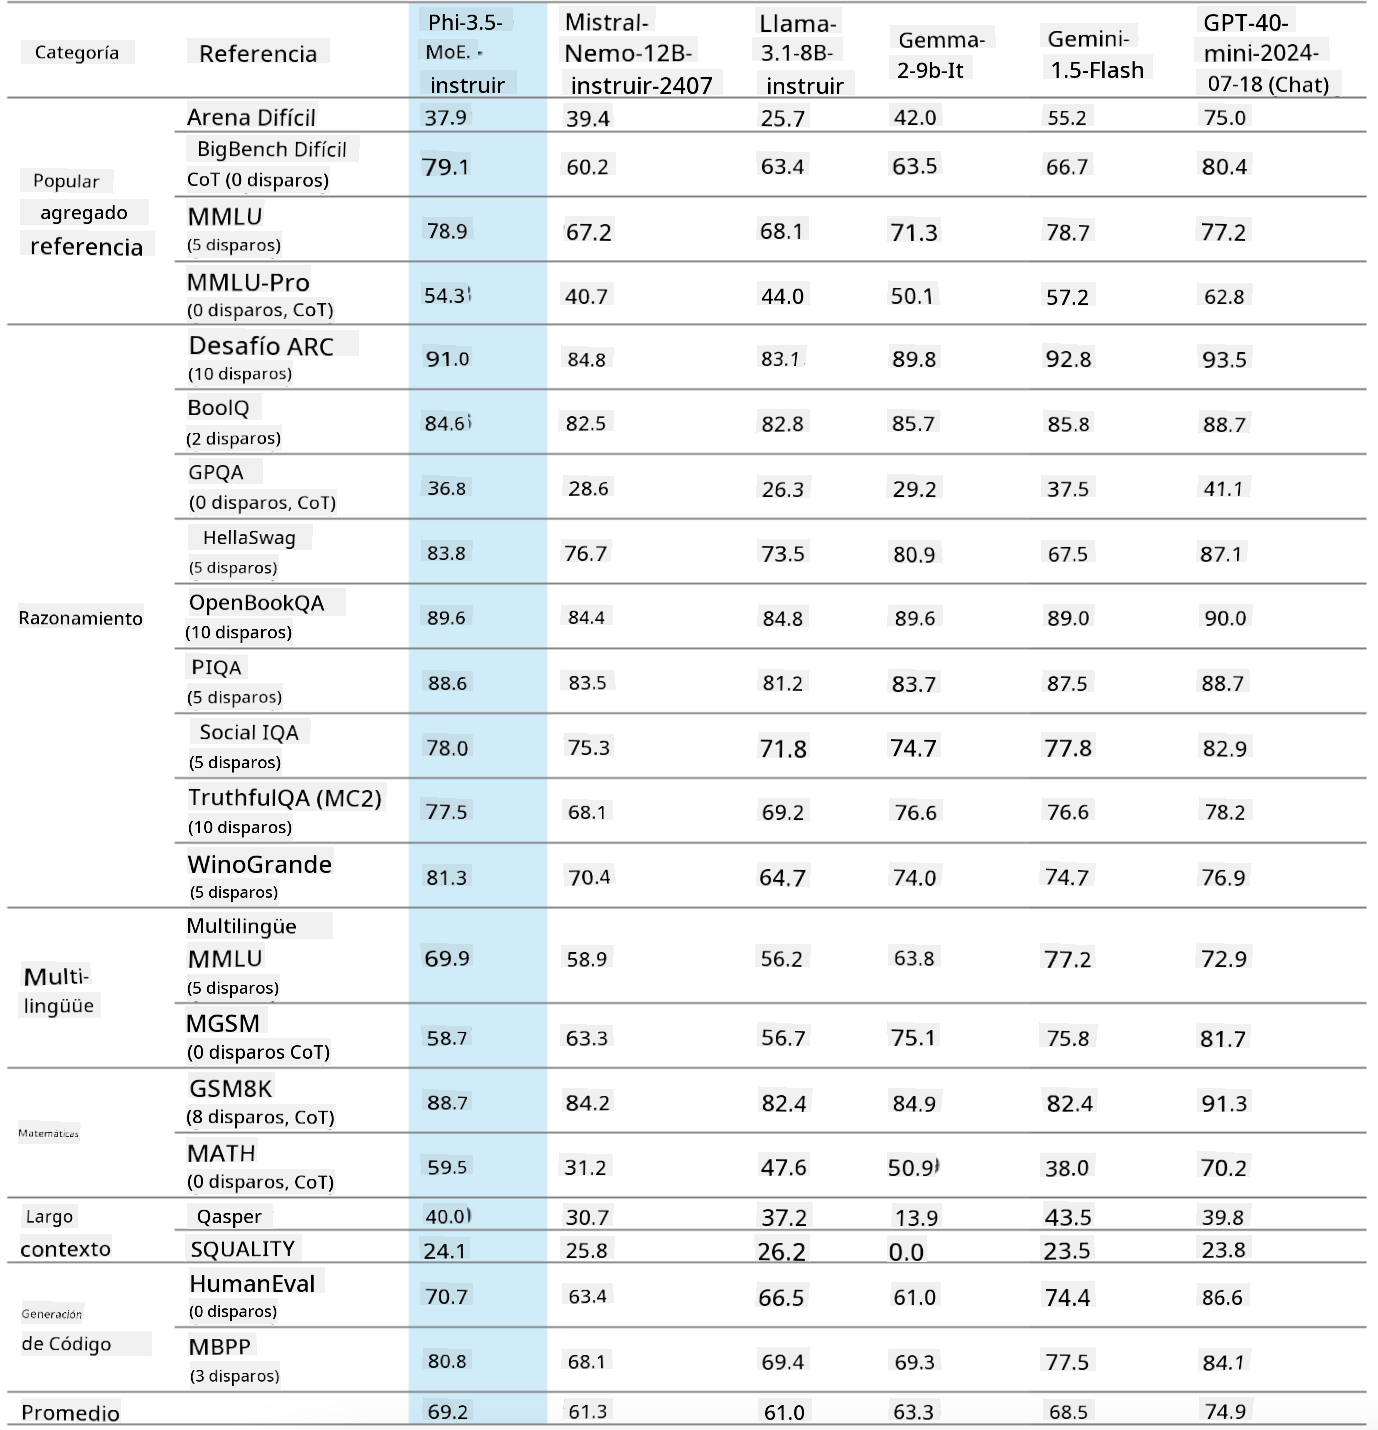 Categoría Referencia Phi-3.5-MoE.-instruir Mistral-Nemo-12B-instruir-2407 Llama-3.1-8B-instruir Gemma-2-9b-It Gemini-1.5-Flash GPT-40-mini-2024-07-18 (Chat)
Popular agregado referencia
Arena Difícil 37.9 39.4 25.7 42.0 55.2 75.0
BigBench Difícil
CoT (0 disparos) 79.1 60.2 63.4 63.5 66.7 80.4
MMLU
(5 disparos) 78.9 67.2 68.1 71.3 78.7 77.2
MMLU-Pro
(0 disparos, CoT) 54.3 40.7 44.0 50.1 57.2 62.8
Razonamiento
Desafío ARC
(10 disparos) 91.0 84.8 83.1 89.8 92.8 93.5
BoolQ
(2 disparos) 84.6 82.5 82.8 85.7 85.8 88.7
GPQA
(0 disparos, CoT) 36.8 28.6 26.3 29.2 37.5 41.1
HellaSwag
(5 disparos) 83.8 76.7 73.5 80.9 67.5 87.1
OpenBookQA
(10 disparos) 89.6 84.4 84.8 89.6 89.0 90.0
PIQA
(5 disparos) 88.6 83.5 81.2 83.7 87.5 88.7
Social IQA
(5 disparos) 78.0 75.3 71.8 74.7 77.8 82.9
TruthfulQA (MC2)
(10 disparos) 77.5 68.1 69.2 76.6 76.6 78.2
WinoGrande
(5 disparos) 81.3 70.4 64.7 74.0 74.7 76.9
Multi-
lingüüe
Multilingüe
MMLU
(5 disparos) 69.9 58.9 56.2 63.8 77.2 72.9
MGSM
(0 disparos CoT) 58.7 63.3 56.7 75.1 75.8 81.7
Matemáticas
GSM8K
(8 disparos, CoT) 88.7 84.2 82.4 84.9 82.4 91.3
MATH
(0 disparos, CoT) 59.5 31.2 47.6 50.9 38.0 70.2
Largo
contexto
Qasper 40.0 30.7 37.2 13.9 43.5 39.8
SQUALITY 24.1 25.8 26.2 0.0 23.5 23.8
Generación
de Código
HumanEval
(0 disparos) 70.7 63.4 66.5 61.0 74.4 86.6
MBPP
(3 disparos) 80.8 68.1 69.4 69.3 77.5 84.1
Promedio 69.2 61.3 61.0 63.3 68.5 74.9